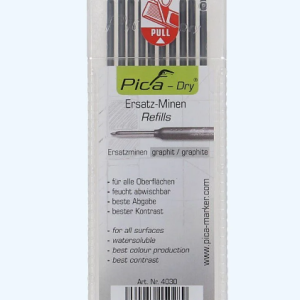 PULL
Pica-Dry®
Ersatz-Minen
Refills
Ersatzminen graphit / graphite
- für alle Oberflächen
- feucht abwischbar
- beste Abgabe
- bester Kontrast
- for all surfaces
- watersoluble
- best colour production
- best contrast
Art. Nr. 4030
www.pica-marker.com